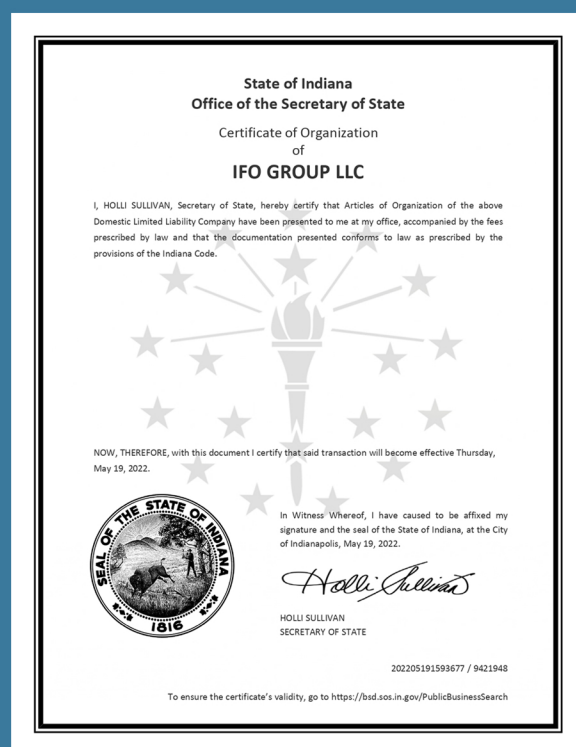 State of Indiana
Office of the Secretary of State
Certificate of Organization
of
IFO GROUP LLC
I, HOLLI SULLIVAN, Secretary of State, hereby certify that Articles of Organization of the above
Domestic Limited Liability Company have been presented to me at my office, accompanied by the fees
prescribed by law and that the documentation presented conforms to law as prescribed by the
provisions of the Indiana Code.
NOW, THEREFORE, with this document I certify that said transaction will become effective Thursday,
May 19, 2022.
SEAL OF THE STATE OF INDIANA
1816
In Witness Whereof, I have caused to be affixed my
signature and the seal of the State of Indiana, at the City
of Indianapolis, May 19, 2022.
Holli Sullivan
HOLLI SULLIVAN
SECRETARY OF STATE
202205191593677 / 9421948
To ensure the certificate's validity, go to https://bsd.sos.in.gov/PublicBusinessSearch